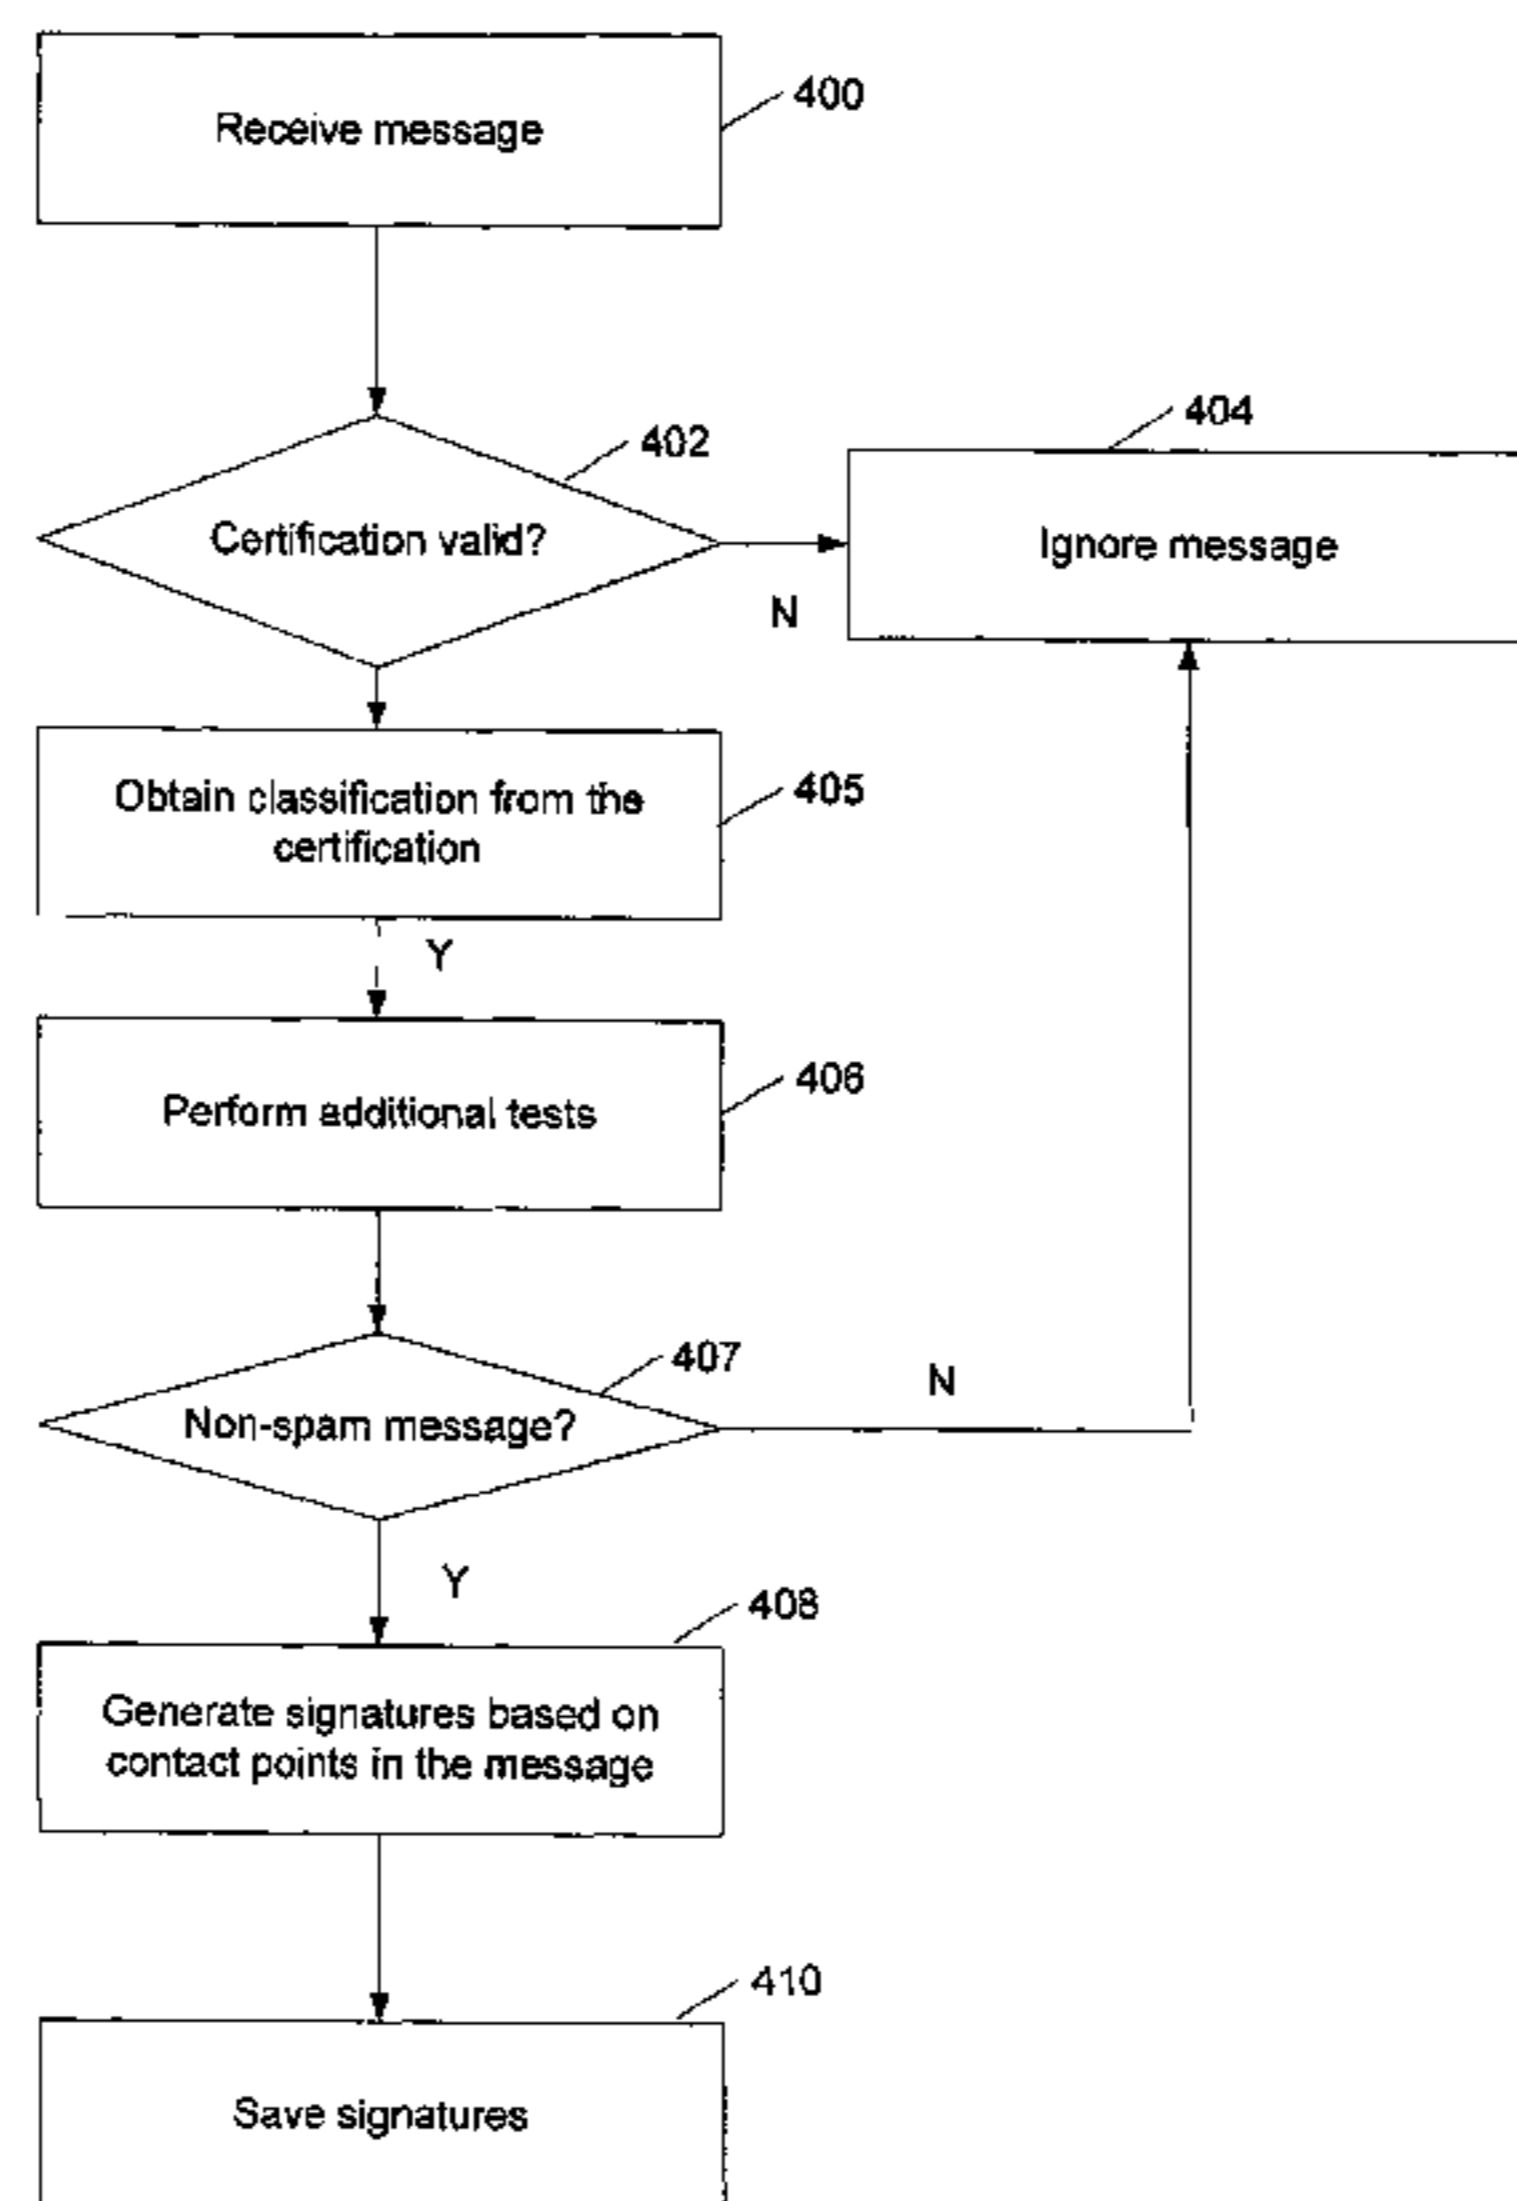 Receive message
400
Certification valid?
402
N
Ignore message
404
Obtain classification from the
certification
405
Y
Perform additional tests
406
Non-spam message?
407
N
Y
Generate signatures based on
contact points in the message
408
Save signatures
410